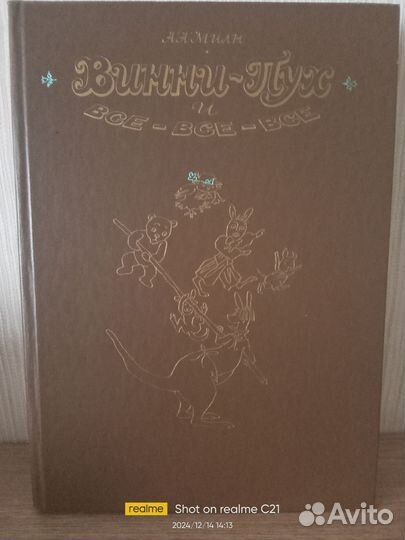 А.А.МИЛН
ВИННИ-ПУХ
И
ВСЕ-ВСЕ-ВСЕ
realme Shot on realme C21
2024/12/14 14:13
Avito